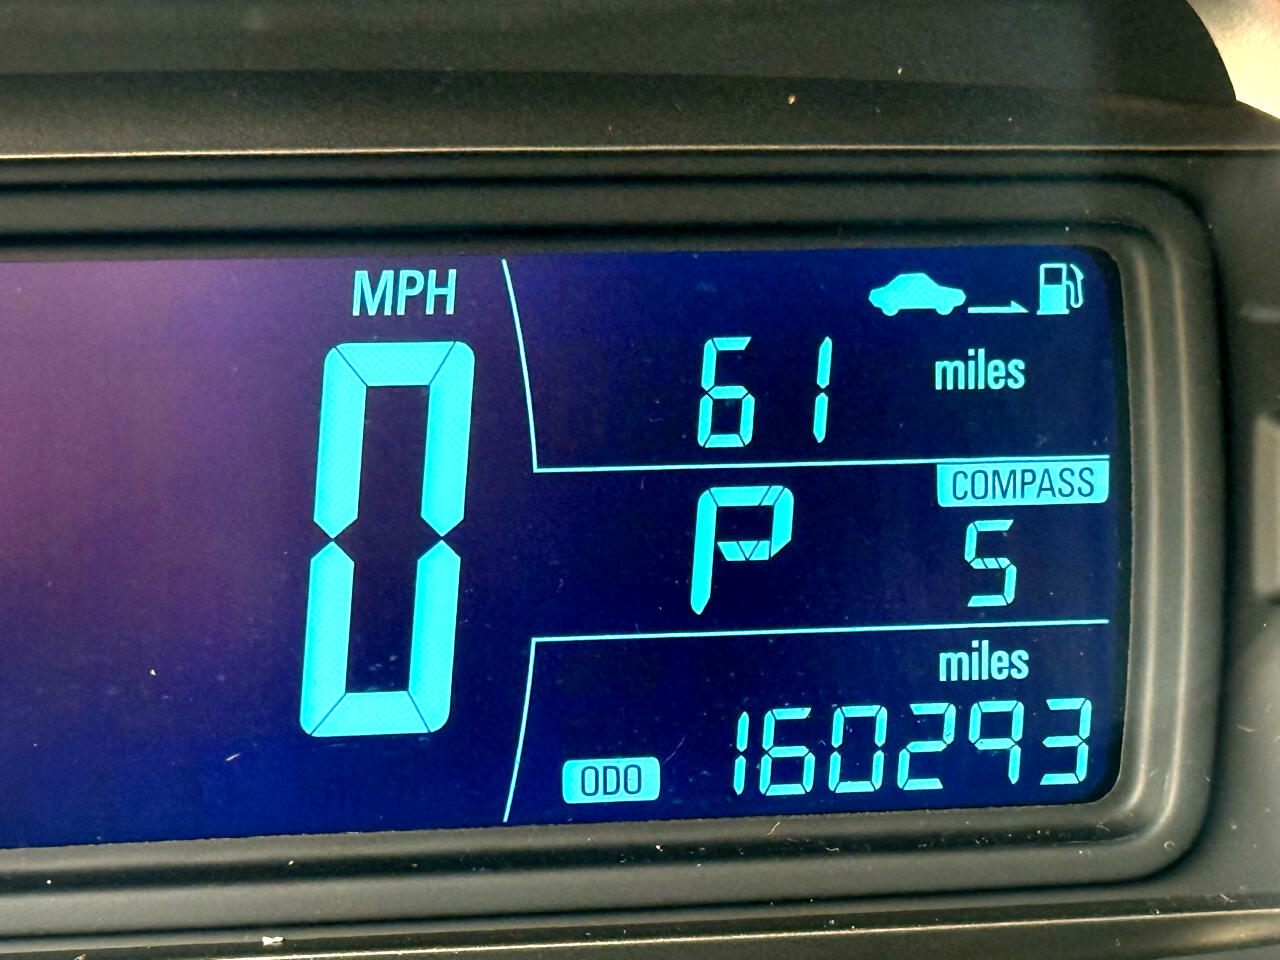 MPH
0
61 miles
COMPASS
P S
miles
ODO 160293